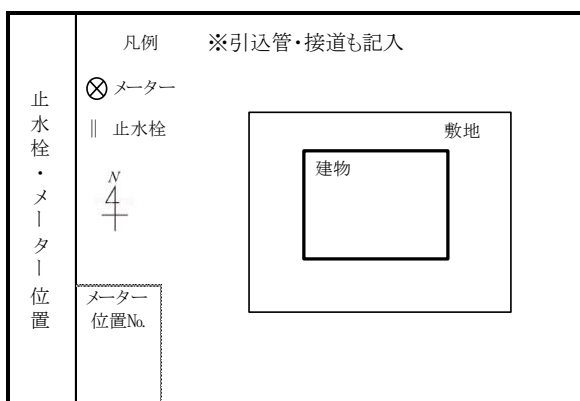 止水栓・メーター位置
凡例 ※引込管・接道も記入
メーター
止水栓
N
敷地
建物
メーター
位置№